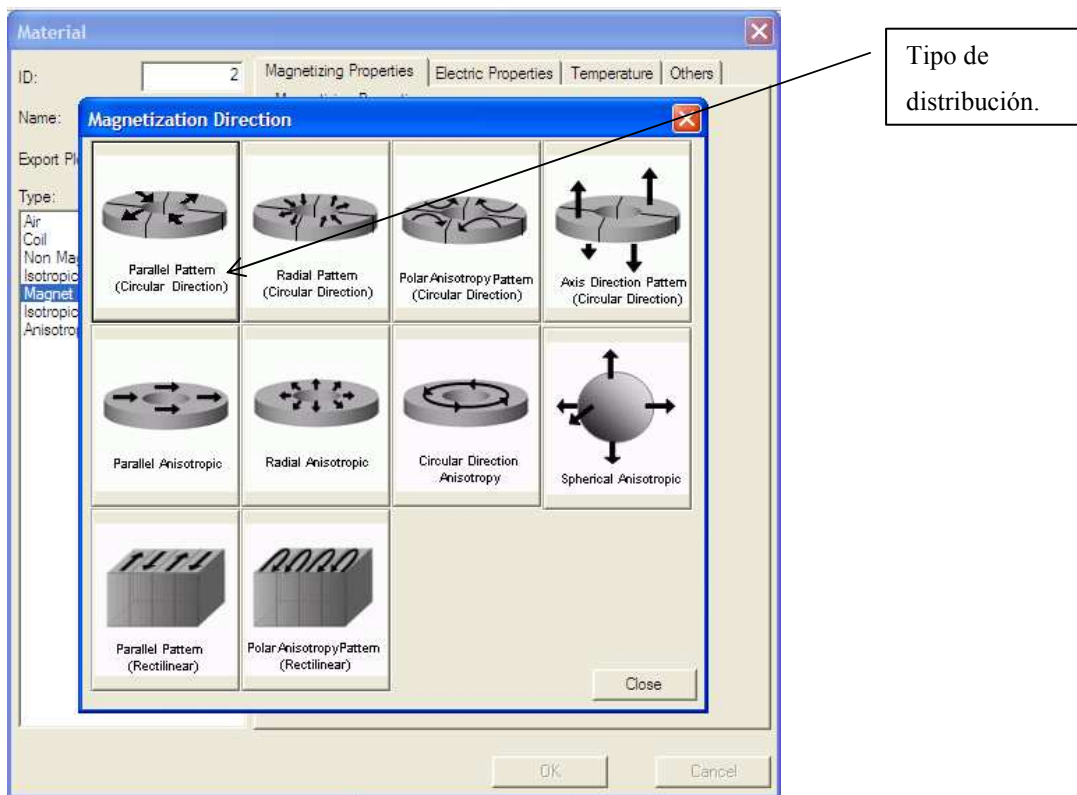 Material
ID:
2
Magnetizing Properties
Electric Properties
Temperature
Others
Name:
Export
Type:
Air
Coil
Non
Isotropic
Magnet
Isotropic
Magnetization Direction
Parallel Pattern
(Circular Direction)
Radial Pattern
(Circular Direction)
Polar Anisotropy Pattern
(Circular Direction)
Axis Direction Pattern
(Circular Direction)
Parallel Anisotropic
Radial Anisotropic
Circular Direction
Anisotropy
Spherical Anisotropic
Parallel Pattern
(Rectilinear)
Polar Anisotropy Pattern
(Rectilinear)
Close
OK
Cancel
Tipo de
distribución.